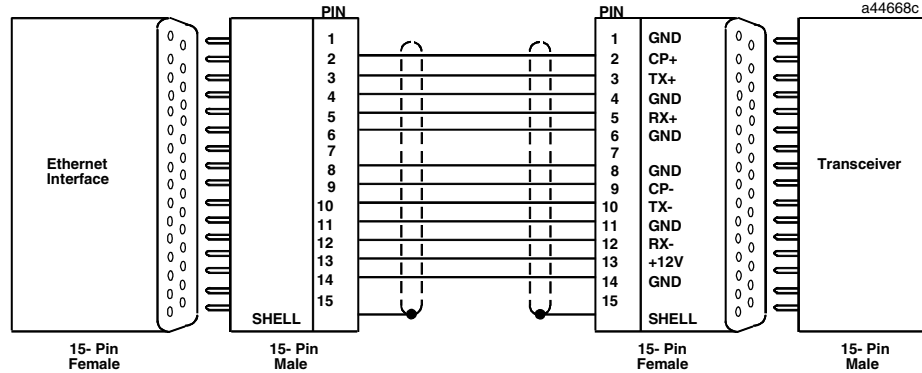 a44668c
PIN PIN
1 1 GND
2 2 CP+
3 3 TX+
4 4 GND
5 5 RX+
6 6 GND
7 7
Ethernet
Interface
Transceiver
8 8 GND
9 9 CP-
10 10 TX-
11 11 GND
12 12 RX-
13 13 +12V
14 14 GND
15 15
SHELL SHELL
15- Pin
Female
15- Pin
Male
15- Pin
Female
15- Pin
Male